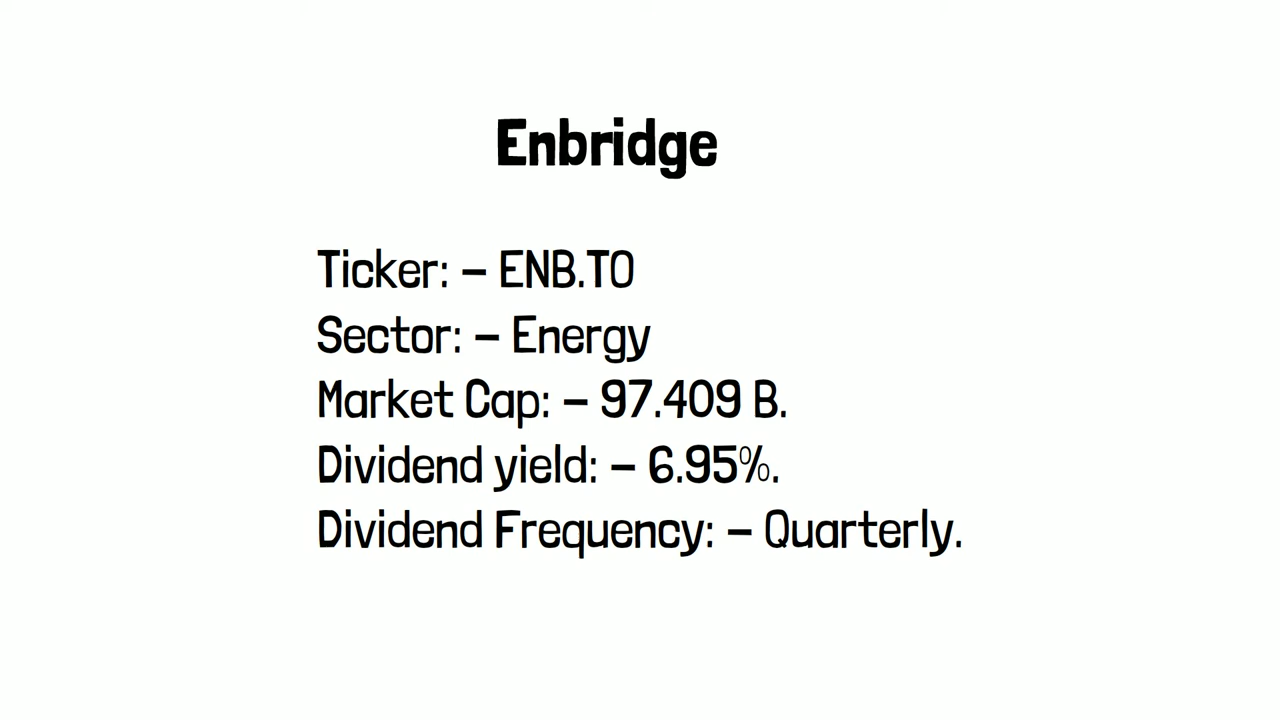 Enbridge
Ticker: – ENB.TO
Sector: – Energy
Market Cap: – 97.409 B.
Dividend yield: – 6.95%.
Dividend Frequency: – Quarterly.